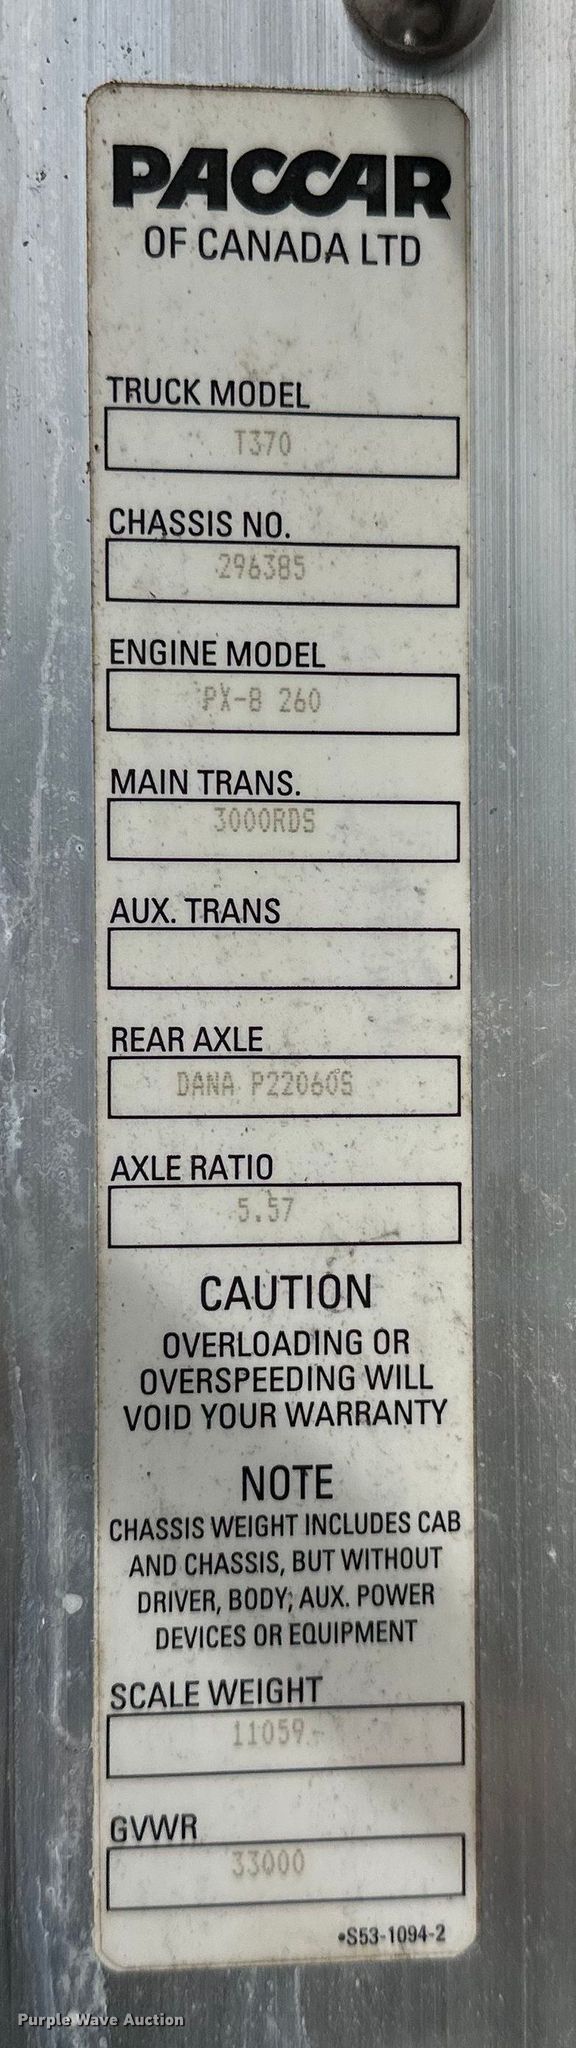 PACCAR
OF CANADA LTD
TRUCK MODEL
T370
CHASSIS NO.
296385
ENGINE MODEL
PX-8 260
MAIN TRANS.
3000RDS
AUX. TRANS
REAR AXLE
DANA P22060S
AXLE RATIO
5.57
CAUTION
OVERLOADING OR
OVERSPEEDING WILL
VOID YOUR WARRANTY
NOTE
CHASSIS WEIGHT INCLUDES CAB
AND CHASSIS, BUT WITHOUT
DRIVER, BODY, AUX. POWER
DEVICES OR EQUIPMENT
SCALE WEIGHT
11059
GVWR
33000
•S53-1094-2
Purple Wave Auction